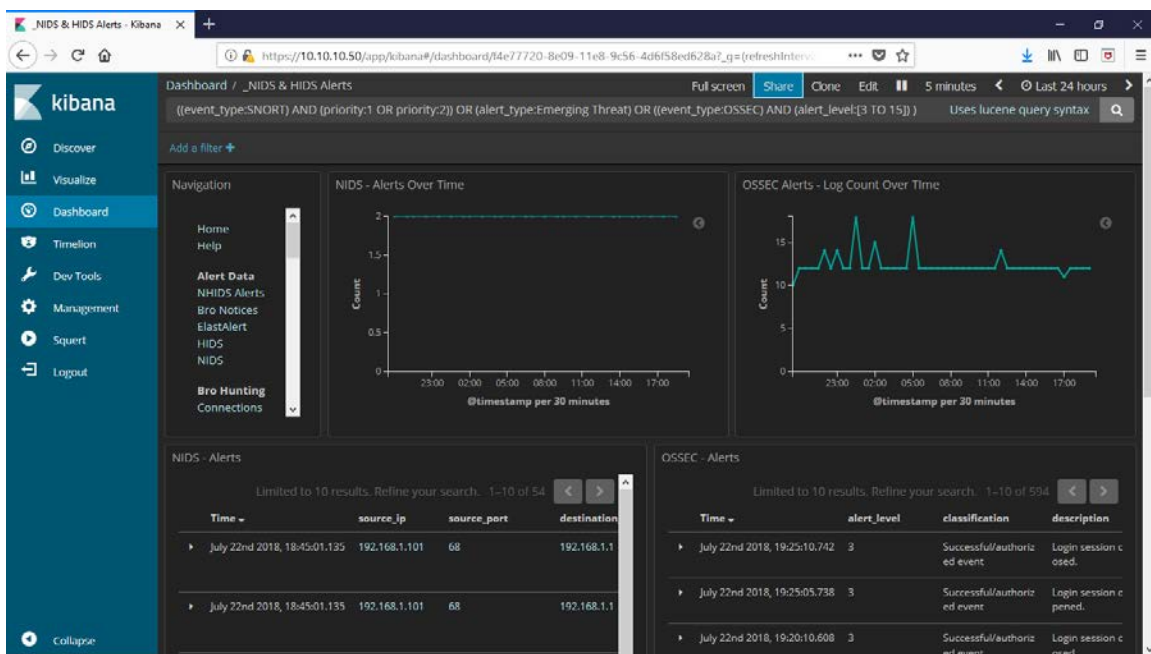 _NIDS & HIDS Alerts - Kibana
https://10.10.10.50/app/kibana#/dashboard/f4e77720-8e09-11e8-9c56-4d6f58ed628a?_g=(refreshInterv
kibana
Discover
Visualize
Dashboard
Timelion
Dev Tools
Management
Squert
Logout
Collapse
Dashboard / _NIDS & HIDS Alerts
Full screen Share Clone Edit 5 minutes Last 24 hours
((event_type:SNORT) AND (priority:1 OR priority:2)) OR (alert_type:Emerging Threat) OR ((event_type:OSSEC) AND (alert_level:[3 TO 15]) )
Uses lucene query syntax
Add a filter +
Navigation
Home
Help
Alert Data
NHIDS Alerts
Bro Notices
ElastAlert
HIDS
NIDS
Bro Hunting
Connections
NIDS - Alerts Over Time
Count
2
1.5
1
0.5
0
23:00 02:00 05:00 08:00 11:00 14:00 17:00
@timestamp per 30 minutes
OSSEC Alerts - Log Count Over TIme
Count
15
10
5
0
23:00 02:00 05:00 08:00 11:00 14:00 17:00
@timestamp per 30 minutes
NIDS - Alerts
Limited to 10 results. Refine your search. 1–10 of 54
Time source_ip source_port destination
July 22nd 2018, 18:45:01.135 192.168.1.101 68 192.168.1.1
July 22nd 2018, 18:45:01.135 192.168.1.101 68 192.168.1.1
OSSEC - Alerts
Limited to 10 results. Refine your search. 1–10 of 594
Time alert_level classification description
July 22nd 2018, 19:25:10.742 3 Successful/authoriz Login session c
ed event osed.
July 22nd 2018, 19:25:05.738 3 Successful/authoriz Login session o
ed event pened.
July 22nd 2018, 19:20:10.608 3 Successful/authoriz Login session c
ed event osed.